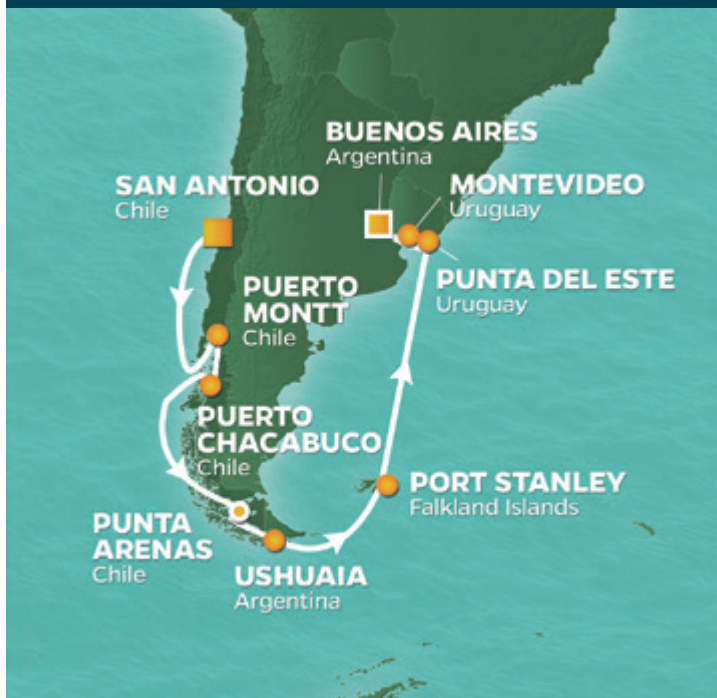 BUENOS AIRES
Argentina
SAN ANTONIO
Chile
MONTEVIDEO
Uruguay
PUNTA DEL ESTE
Uruguay
PUERTO
MONTT
Chile
PUERTO
CHACABUCO
Chile
PORT STANLEY
Falkland Islands
PUNTA
ARENAS
Chile
USHUAIA
Argentina